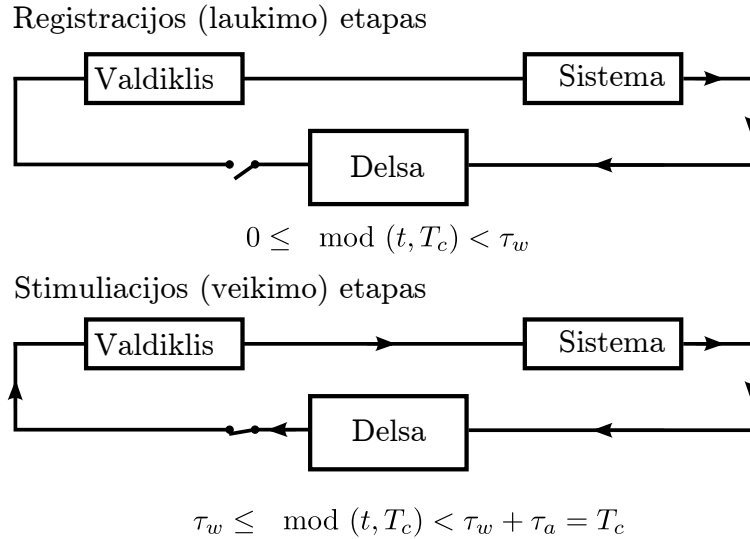 Registracijos (laukimo) etapas
Valdiklis Sistema
Delsa
0 ≤ mod (t, T_c) < τ_w
Stimuliacijos (veikimo) etapas
Valdiklis Sistema
Delsa
τ_w ≤ mod (t, T_c) < τ_w + τ_a = T_c